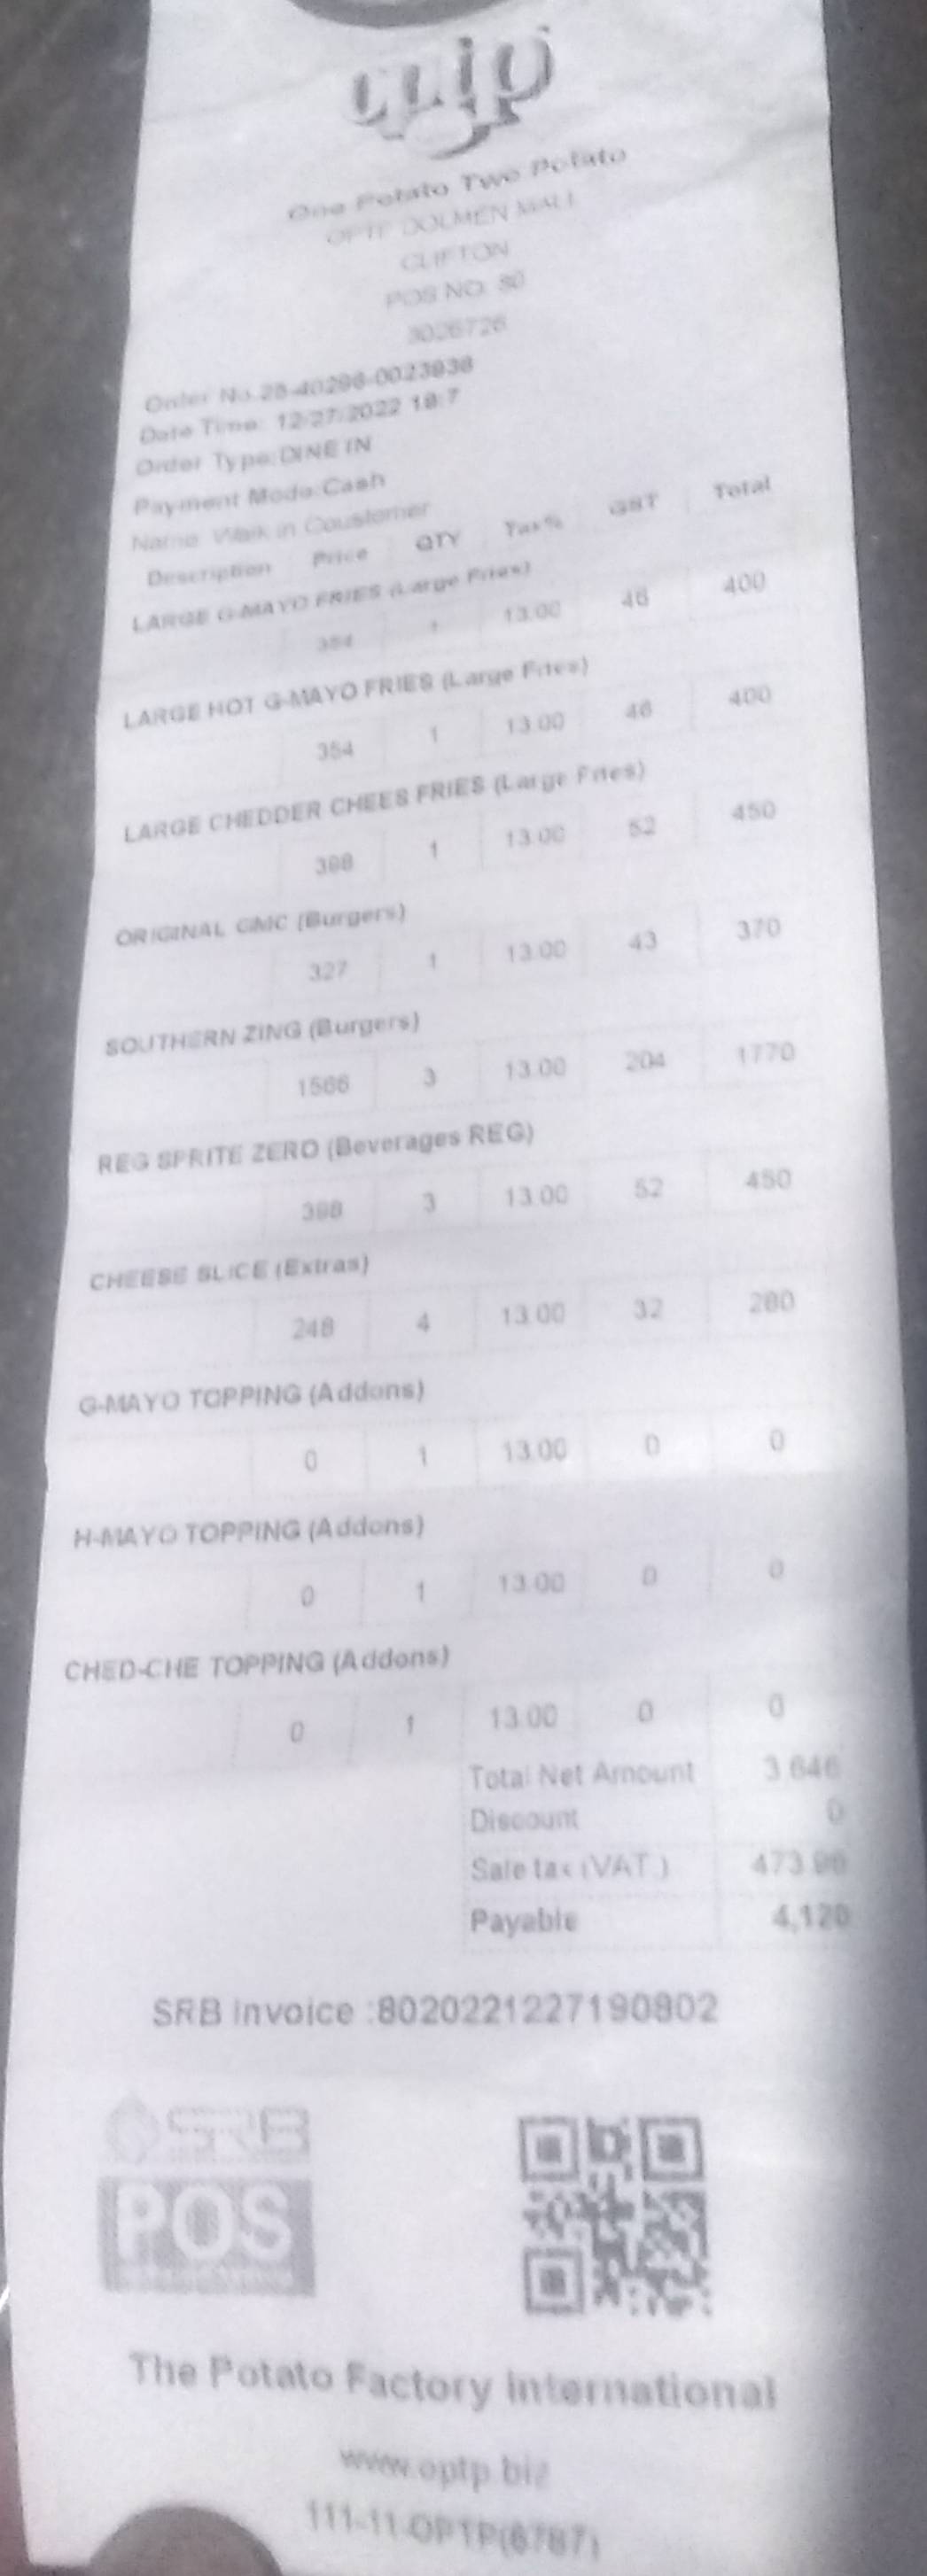 optp
One Potato Two Potato
OPTP DOLMEN MALL
CLIFTON
POS NO: 80
3026726
Order No. 28-40296-0023938
Date Time: 12/27/2022 19:7
Order Type:DINE IN
Payment Mode:Cash
Name: Walk in Coustomer
Description Price QTY Tax% GST Total
LARGE G-MAYO FRIES (Large Fries)
354 1 13.00 46 400
LARGE HOT G-MAYO FRIES (Large Fries)
354 1 13.00 46 400
LARGE CHEDDER CHEES FRIES (Large Fries)
398 1 13.00 52 450
ORIGINAL GMC (Burgers)
327 1 13.00 43 370
SOUTHERN ZING (Burgers)
1566 3 13.00 204 1770
REG SPRITE ZERO (Beverages REG)
398 3 13.00 52 450
CHEESE SLICE (Extras)
248 4 13.00 32 280
G-MAYO TOPPING (Addons)
0 1 13.00 0 0
H-MAYO TOPPING (Addons)
0 1 13.00 0 0
CHED-CHE TOPPING (Addons)
0 1 13.00 0 0
Total Net Amount 3,646
Discount 0
Sale tax (VAT.) 473.98
Payable 4,120
SRB Invoice :8020221227190802
SRB
POS
The Potato Factory International
www.optp.biz
111-11-OPTP(6787)